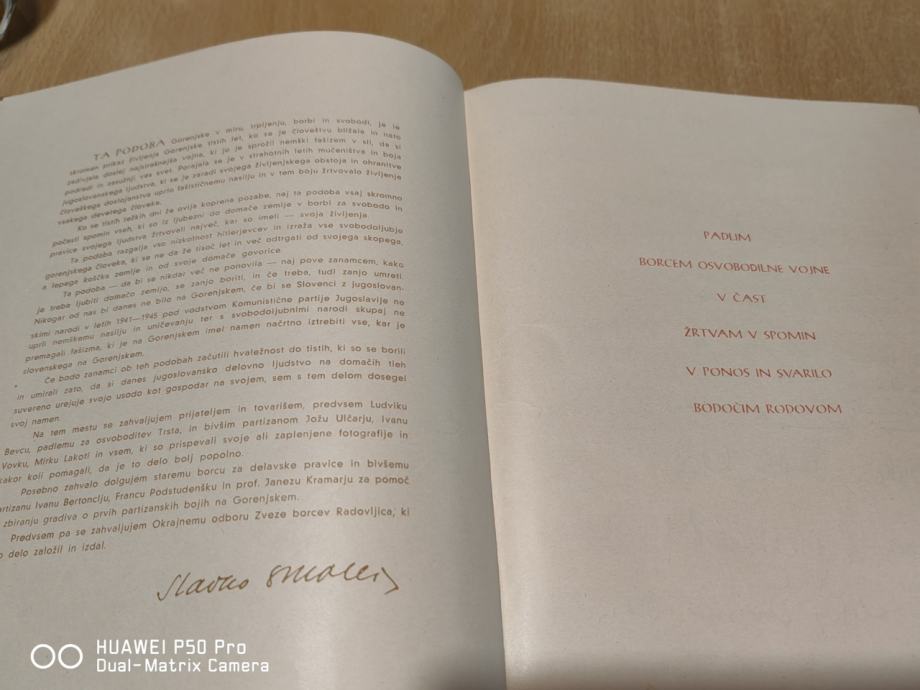 TA PODOBA Gorenjske v miru, trpljenju, borbi in svobodi, je le
skromen prikaz življenja Gorenjske tistih let, ko se je človeštvu bližala in nato
zadivjala doslej najstrašnejša vojna, ki jo je sprožil nemški fašizem v sli, da si
podredi in zasužnji ves svet. Porajala se je v strahotnih letih mučeništva in boja
jugoslovanskega ljudstva, ki se je zaradi svojega življenjskega obstoja in ohranitve
človeškega dostojanstva uprlo fašističnemu nasilju in v tem boju žrtvovalo življenje
vsakega devetega človeka.
Ko se tistih težkih dni že ovija koprena pozabe, naj ta podoba vsaj skromno
počasti spomin vseh, ki so iz ljubezni do domače zemlje v borbi za svobodo in
pravice svojega ljudstva žrtvovali največ, kar so imeli — svoja življenja.
Ta podoba razgalja vso nizkotnost hitlerjevcev in izraža vse svobodoljubje
gorenjskega človeka, ki se ne da že tisoč let in več odtrgati od svojega skopega,
a lepega koščka zemlje in od svoje domače govorice.
Ta podoba — da bi se nikdar več ne ponovila — naj pove zanamcem, kako
je treba ljubiti domačo zemljo, se zanjo boriti, in če treba, tudi zanjo umreti.
Nikogar od nas bi danes ne bilo na Gorenjskem, če bi se Slovenci z jugoslovan-
skimi narodi v letih 1941—1945 pod vodstvom Komunistične partije Jugoslavije ne
uprli nemškemu nasilju in uničevanju ter s svobodoljubnimi narodi skupaj ne
premagali fašizma, ki je na Gorenjskem imel namen načrtno iztrebiti vse, kar je
slovenskega na Gorenjskem.
Če bodo zanamci ob teh podobah začutili hvaležnost do tistih, ki so se borili
in umirali zato, da si danes jugoslovansko delovno ljudstvo na domačih tleh
suvereno urejuje svojo usodo kot gospodar na svojem, sem s tem delom dosegel
svoj namen.
Na tem mestu se zahvaljujem prijateljem in tovarišem, predvsem Ludviku
Bevcu, padlemu za osvoboditev Trsta, in bivšim partizanom Jožu Ulčarju, Ivanu
Vovku, Mirku Lakoti in vsem, ki so prispevali svoje ali zaplenjene fotografije in
kakor koli pomagali, da je to delo bolj popolno.
Posebno zahvalo dolgujem staremu borcu za delavske pravice in bivšemu
artizanu Ivanu Bertonclju, Francu Podstudenšku in prof. Janezu Kramarju za pomoč
zbiranju gradiva o prvih partizanskih bojih na Gorenjskem.
Predvsem pa se zahvaljujem Okrajnemu odboru Zveze borcev Radovljica, ki
o delo založil in izdal.
Slavko Smolej
PADLIM
BORCEM OSVOBODILNE VOJNE
V ČAST
ŽRTVAM V SPOMIN
V PONOS IN SVARILO
BODOČIM RODOVOM
HUAWEI P50 Pro
Dual-Matrix Camera